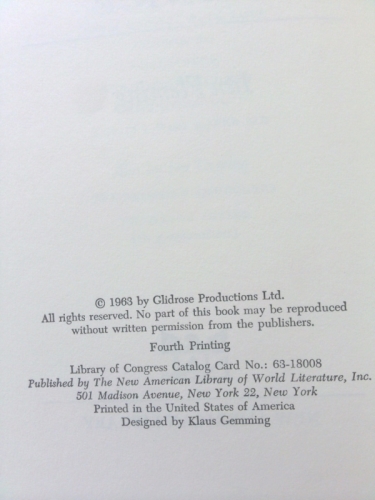 © 1963 by Glidrose Productions Ltd.
All rights reserved. No part of this book may be reproduced
without written permission from the publishers.
Fourth Printing
Library of Congress Catalog Card No.: 63-18008
Published by The New American Library of World Literature, Inc.
501 Madison Avenue, New York 22, New York
Printed in the United States of America
Designed by Klaus Gemming